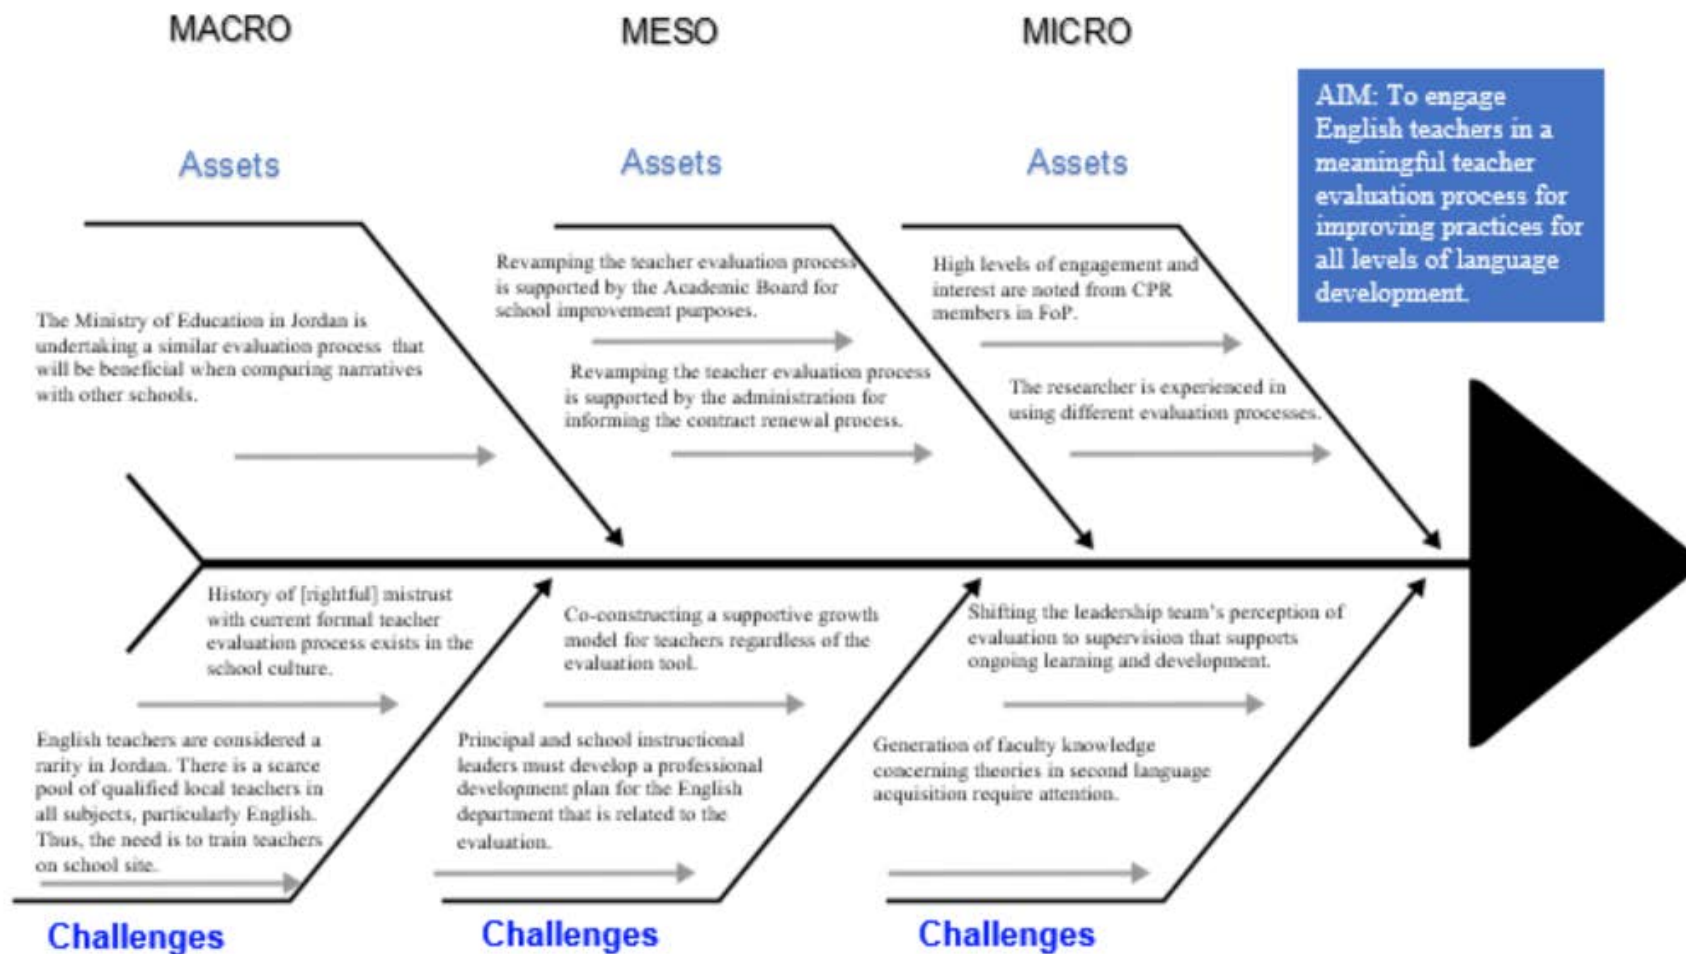 MACRO
MESO
MICRO
AIM: To engage
English teachers in a
meaningful teacher
evaluation process for
improving practices for
all levels of language
development.
Assets
Assets
Assets
The Ministry of Education in Jordan is
undertaking a similar evaluation process that
will be beneficial when comparing narratives
with other schools.
Revamping the teacher evaluation process
is supported by the Academic Board for
school improvement purposes.
Revamping the teacher evaluation process
is supported by the administration for
informing the contract renewal process.
High levels of engagement and
interest are noted from CPR
members in FoP.
The researcher is experienced in
using different evaluation processes.
History of [rightful] mistrust
with current formal teacher
evaluation process exists in the
school culture.
English teachers are considered a
rarity in Jordan. There is a scarce
pool of qualified local teachers in
all subjects, particularly English.
Thus, the need is to train teachers
on school site.
Co-constructing a supportive growth
model for teachers regardless of the
evaluation tool.
Principal and school instructional
leaders must develop a professional
development plan for the English
department that is related to the
evaluation.
Shifting the leadership team's perception of
evaluation to supervision that supports
ongoing learning and development.
Generation of faculty knowledge
concerning theories in second language
acquisition require attention.
Challenges
Challenges
Challenges